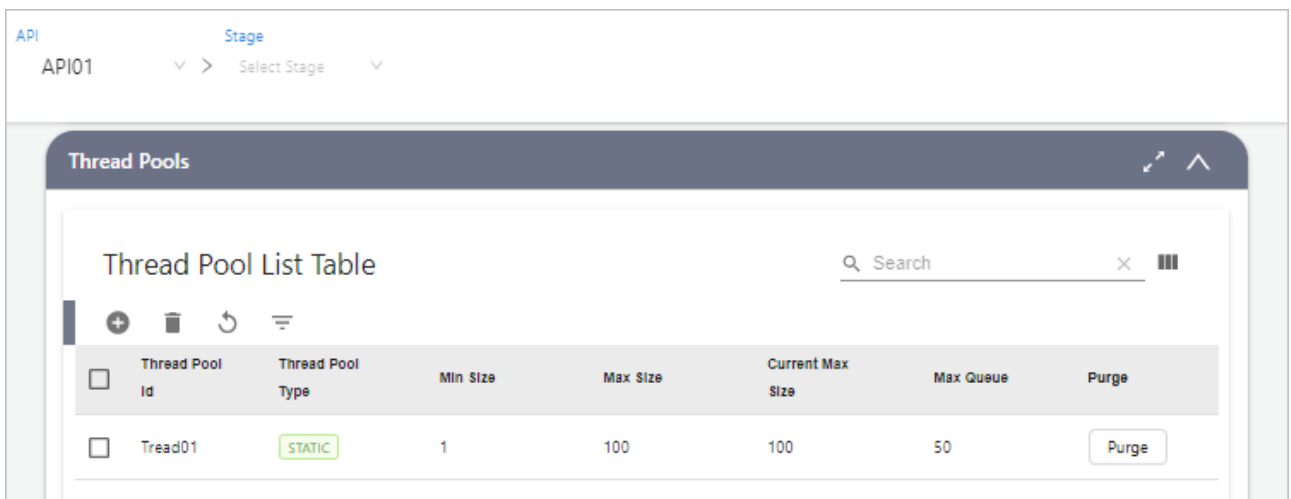 API Stage
API01 > Select Stage
Thread Pools
Thread Pool List Table
Search
Thread Pool Id Thread Pool Type Min Size Max Size Current Max Size Max Queue Purge
Tread01 STATIC 1 100 100 50 Purge